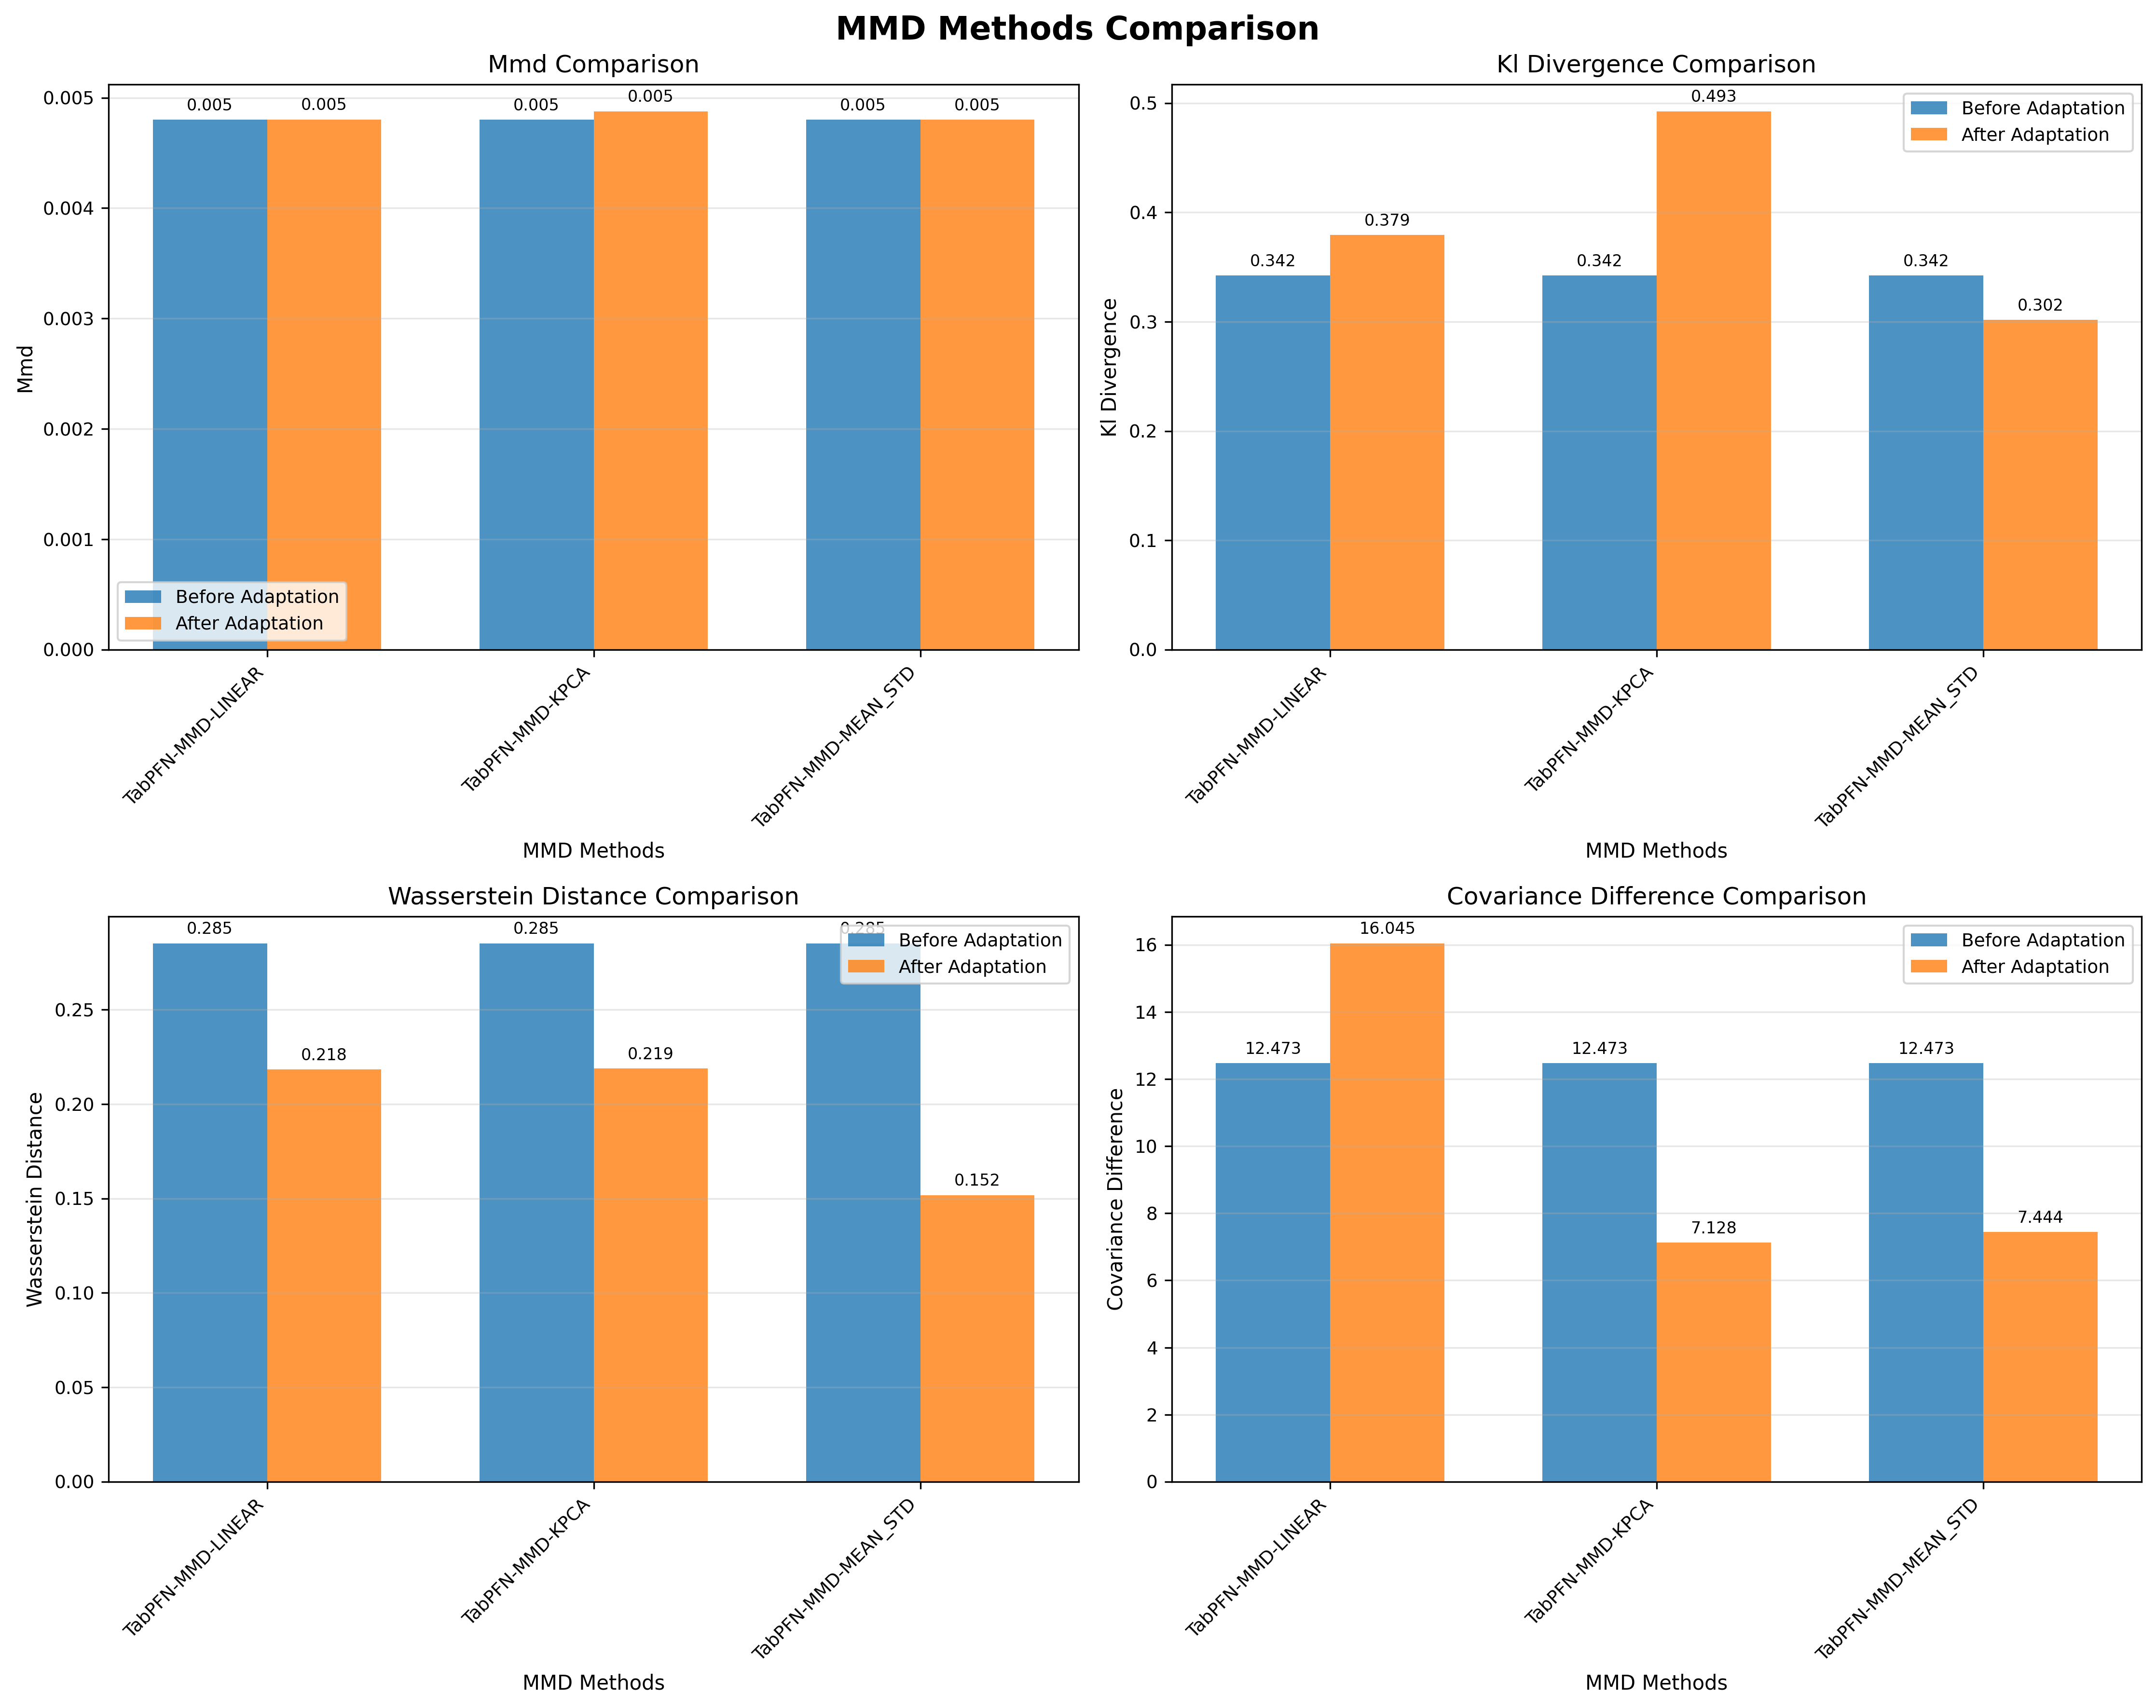 MMD Methods Comparison
Mmd Comparison
0.005
0.004
0.003
0.002
0.001
0.000
Mmd
0.005 0.005 0.005 0.005 0.005 0.005
Before Adaptation
After Adaptation
TabPFN-MMD-LINEAR
TabPFN-MMD-KPCA
TabPFN-MMD-MEAN_STD
MMD Methods
Kl Divergence Comparison
0.5
0.4
0.3
0.2
0.1
0.0
Kl Divergence
0.342 0.379 0.342 0.493 0.342 0.302
Before Adaptation
After Adaptation
TabPFN-MMD-LINEAR
TabPFN-MMD-KPCA
TabPFN-MMD-MEAN_STD
MMD Methods
Wasserstein Distance Comparison
0.25
0.20
0.15
0.10
0.05
0.00
Wasserstein Distance
0.285 0.218 0.285 0.219 0.285 0.152
Before Adaptation
After Adaptation
TabPFN-MMD-LINEAR
TabPFN-MMD-KPCA
TabPFN-MMD-MEAN_STD
MMD Methods
Covariance Difference Comparison
16
14
12
10
8
6
4
2
0
Covariance Difference
12.473 16.045 12.473 7.128 12.473 7.444
Before Adaptation
After Adaptation
TabPFN-MMD-LINEAR
TabPFN-MMD-KPCA
TabPFN-MMD-MEAN_STD
MMD Methods